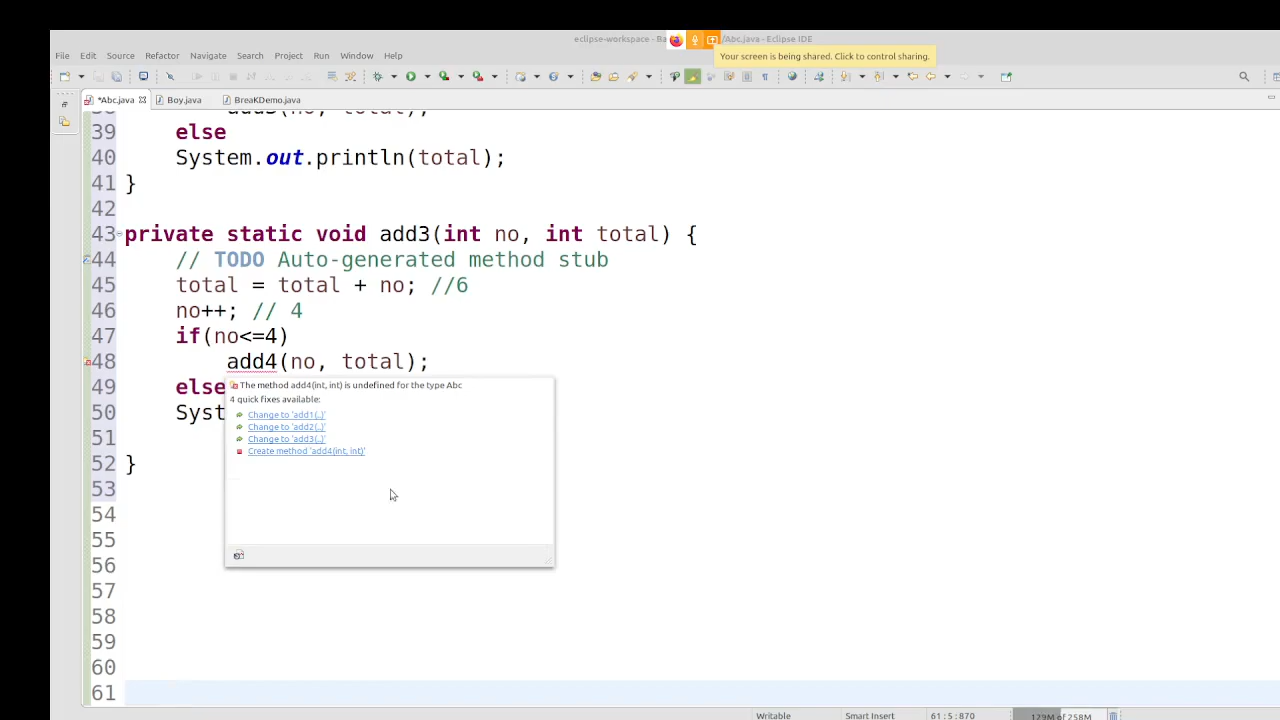 eclipse-workspace - Ba /Abc.java - Eclipse IDE
File Edit Source Refactor Navigate Search Project Run Window Help
Your screen is being shared. Click to control sharing.
*Abc.java Boy.java BreaKDemo.java
39 else
40 System.out.println(total);
41 }
42
43 private static void add3(int no, int total) {
44 // TODO Auto-generated method stub
45 total = total + no; //6
46 no++; // 4
47 if(no<=4)
48 add4(no, total);
49 else
50 Syst
51
52 }
53
54
55
56
57
58
59
60
61
The method add4(int, int) is undefined for the type Abc
4 quick fixes available:
Change to 'add1(..)'
Change to 'add2(..)'
Change to 'add3(..)'
Create method 'add4(int, int)'
Writable Smart Insert 61 : 5 : 870 129M of 258M